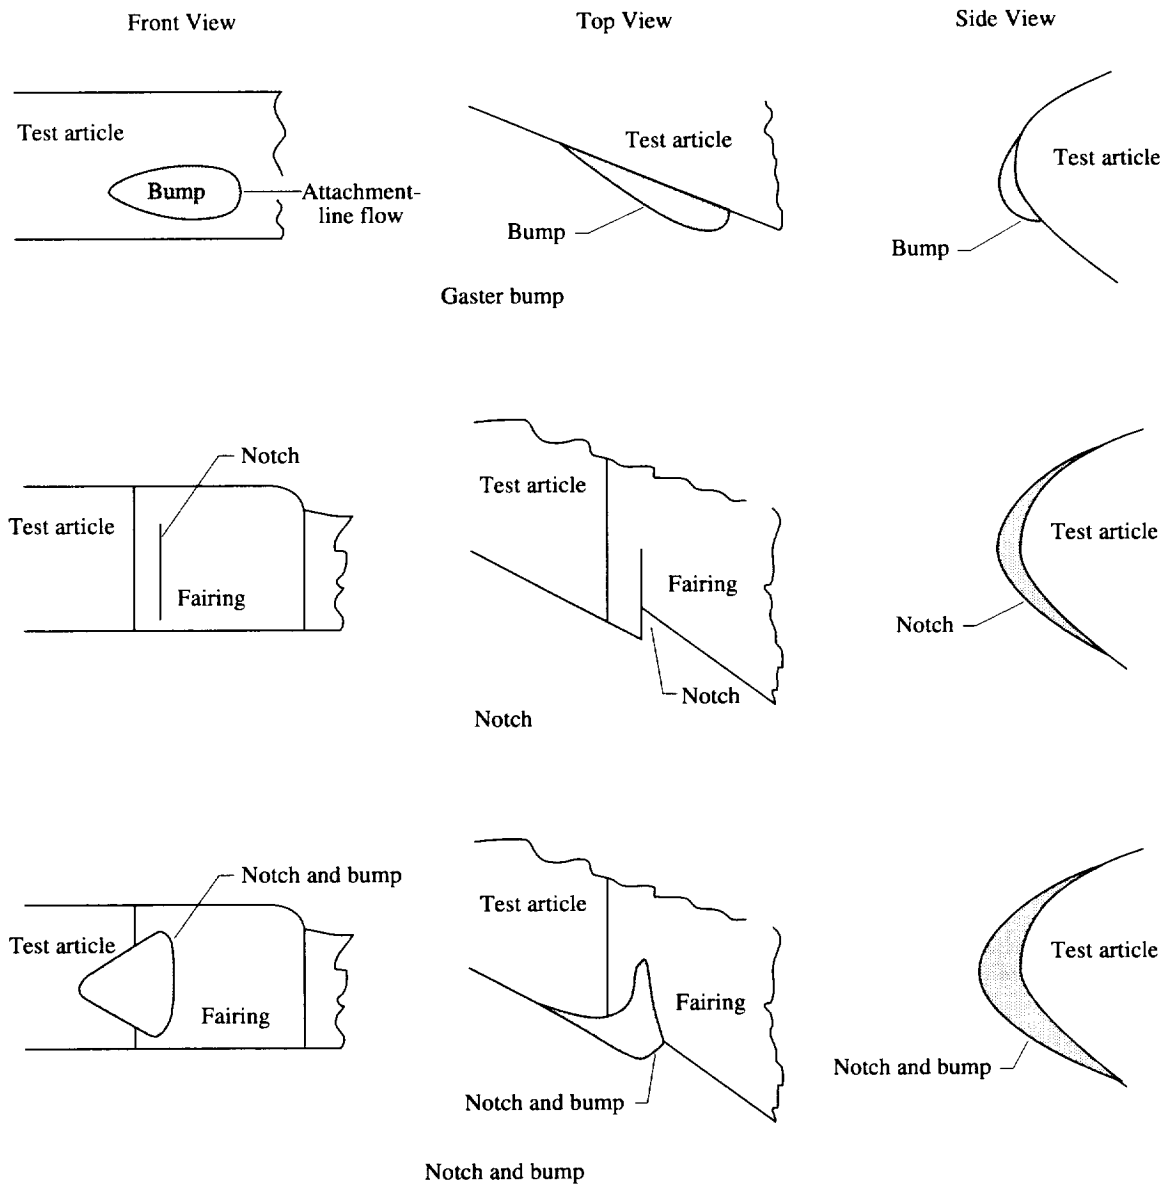 Front View
Top View
Side View
Test article
Bump
Attachment-
line flow
Test article
Bump
Test article
Bump
Gaster bump
Notch
Test article
Fairing
Test article
Fairing
Notch
Test article
Notch
Notch
Notch and bump
Test article
Fairing
Test article
Fairing
Notch and bump
Test article
Notch and bump
Notch and bump